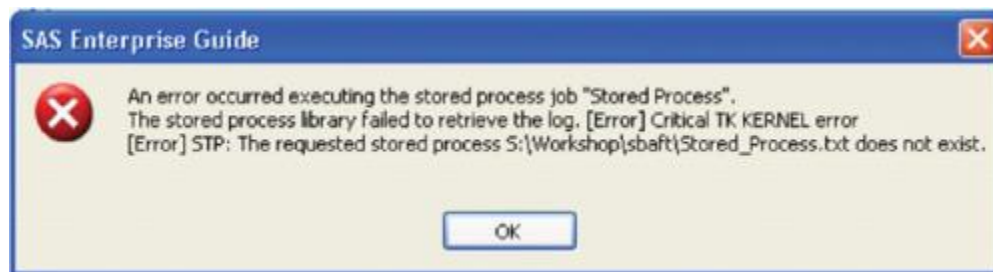 SAS Enterprise Guide
An error occurred executing the stored process job "Stored Process".
The stored process library failed to retrieve the log. [Error] Critical TK KERNEL error
[Error] STP: The requested stored process S:\Workshop\sbaft\Stored_Process.txt does not exist.
OK